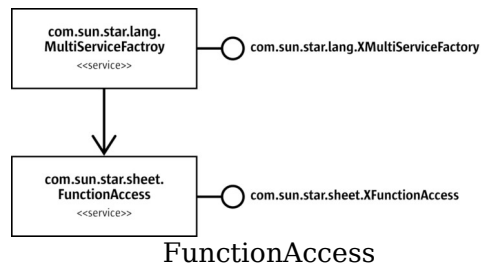 com.sun.star.lang.
MultiServiceFactroy
<<service>>
com.sun.star.lang.XMultiServiceFactory
com.sun.star.sheet.
FunctionAccess
<<service>>
com.sun.star.sheet.XFunctionAccess
FunctionAccess